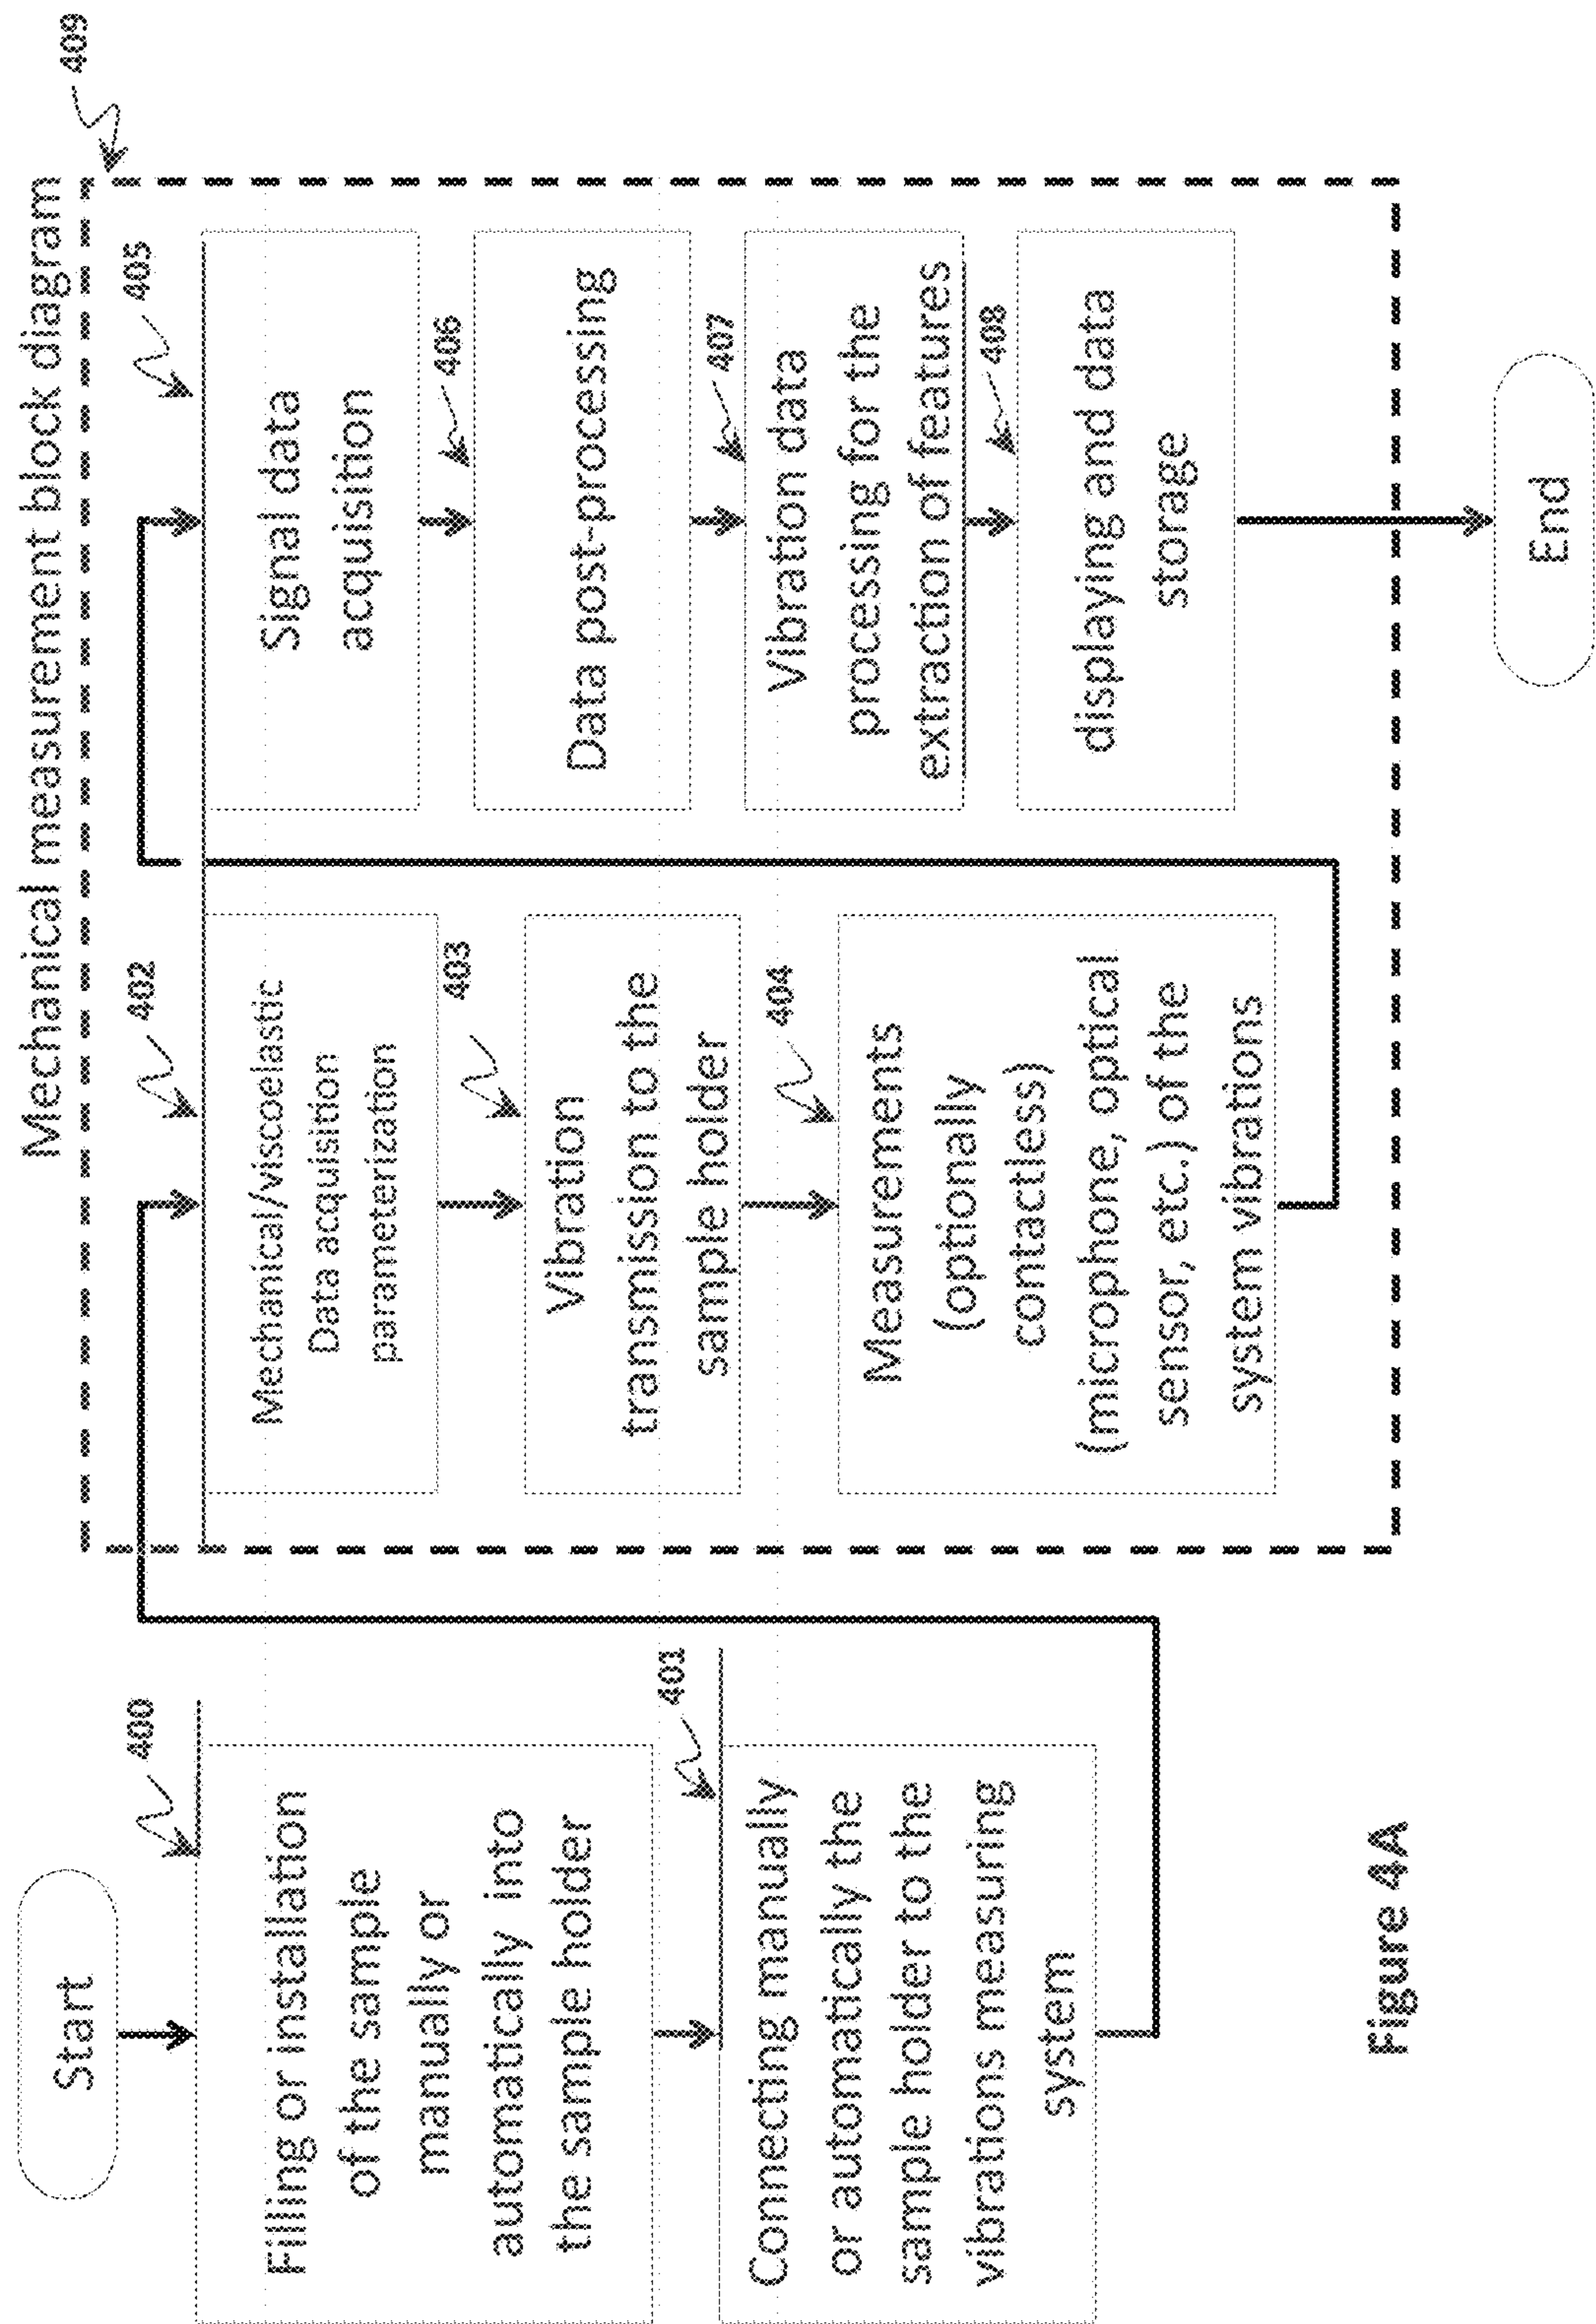 Mechanical measurement block diagram
409
Start
400
Filling or installation
of the sample
manually or
automatically into
the sample holder
401
Connecting manually
or automatically the
sample holder to the
vibrations measuring
system
402
Mechanical/viscoelastic
Data acquisition
parameterization
403
Vibration
transmission to the
sample holder
404
Measurements
(optionally
contactless)
(microphone, optical
sensor, etc.) of the
system vibrations
405
Signal data
acquisition
406
Data post-processing
407
Vibration data
processing for the
extraction of features
408
displaying and data
storage
End
Figure 4A